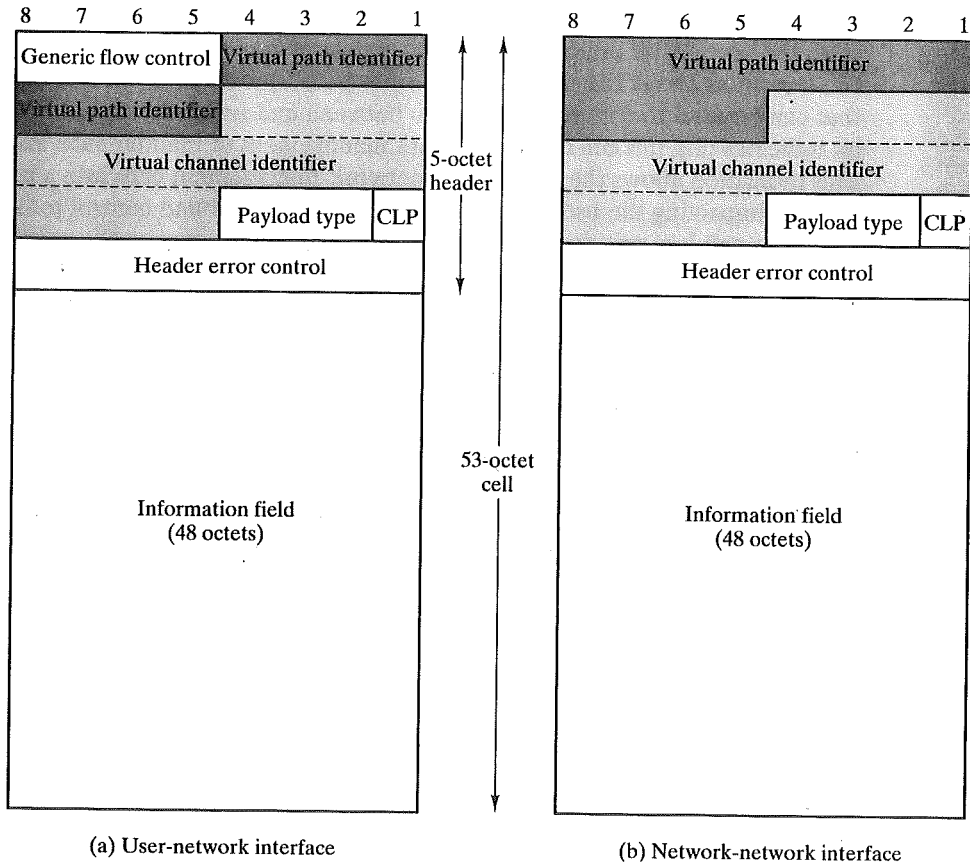 8 7 6 5 4 3 2 1
Generic flow control
Virtual path identifier
Virtual path identifier
Virtual channel identifier
Payload type
CLP
Header error control
Information field
(48 octets)
(a) User-network interface
5-octet
header
53-octet
cell
8 7 6 5 4 3 2 1
Virtual path identifier
Virtual channel identifier
Payload type
CLP
Header error control
Information field
(48 octets)
(b) Network-network interface